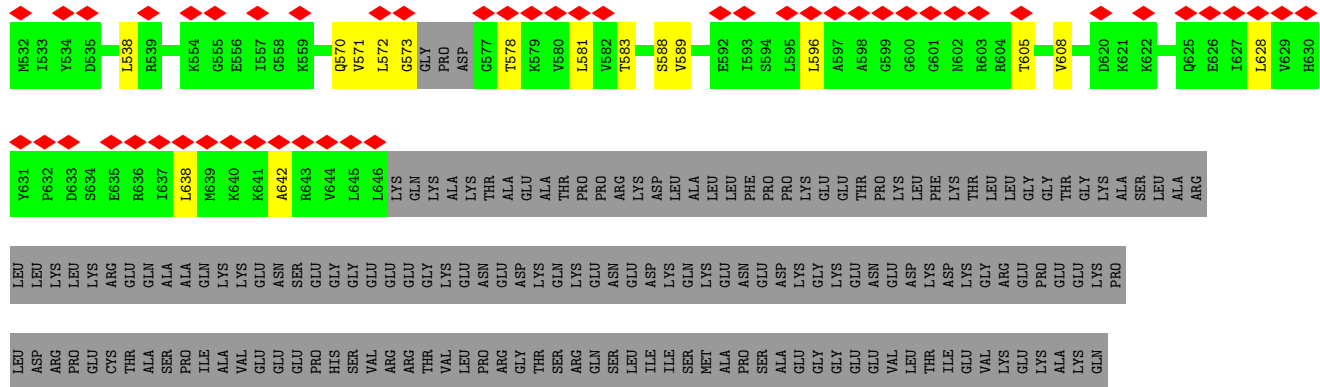 M532 I533 Y534 D535 L538 R539 K554 G555 E556 I557 G558 K559 Q570 V571 L572 G573 GLY PRO ASP G577 T578 K579 V580 L581 V582 T583 S588 V589 E592 I593 S594 L595 L596 A597 A598 G599 G600 G601 N602 R603 R604 T605 V608 D620 K621 K622 Q625 E626 I627 L628 V629 H630
Y631 P632 D633 S634 E635 R636 I637 L638 M639 K640 K641 A642 R643 V644 L645 L646 LYS GLN LYS ALA LYS THR ALA GLU ALA THR PRO PRO ARG LYS ASP LEU ALA LEU LEU PHE PRO PRO LYS GLU GLU THR PRO LYS LEU PHE LYS THR LEU LEU GLY GLY THR GLY LYS ALA SER LEU ALA ARG
LEU LEU LYS LEU LYS ARG GLU GLN ALA ALA GLN LYS LYS GLU ASN SER GLU GLY GLY GLU GLU GLU GLY LYS GLU ASN GLU ASP LYS GLN LYS GLU ASN GLU ASP LYS GLN LYS GLU ASN GLU ASP LYS GLY LYS GLU ASN GLU ASP LYS ASP LYS GLY ARG GLU PRO GLU GLU LYS PRO
LEU ASP ARG PRO GLU CYS THR ALA SER PRO ILE ALA VAL GLU GLU GLU PRO HIS SER VAL ARG ARG THR VAL LEU PRO ARG GLY THR SER ARG GLN SER LEU ILE ILE SER MET ALA PRO SER ALA GLU GLY GLY GLU GLU VAL LEU THR ILE GLU VAL LYS GLU LYS ALA LYS GLN